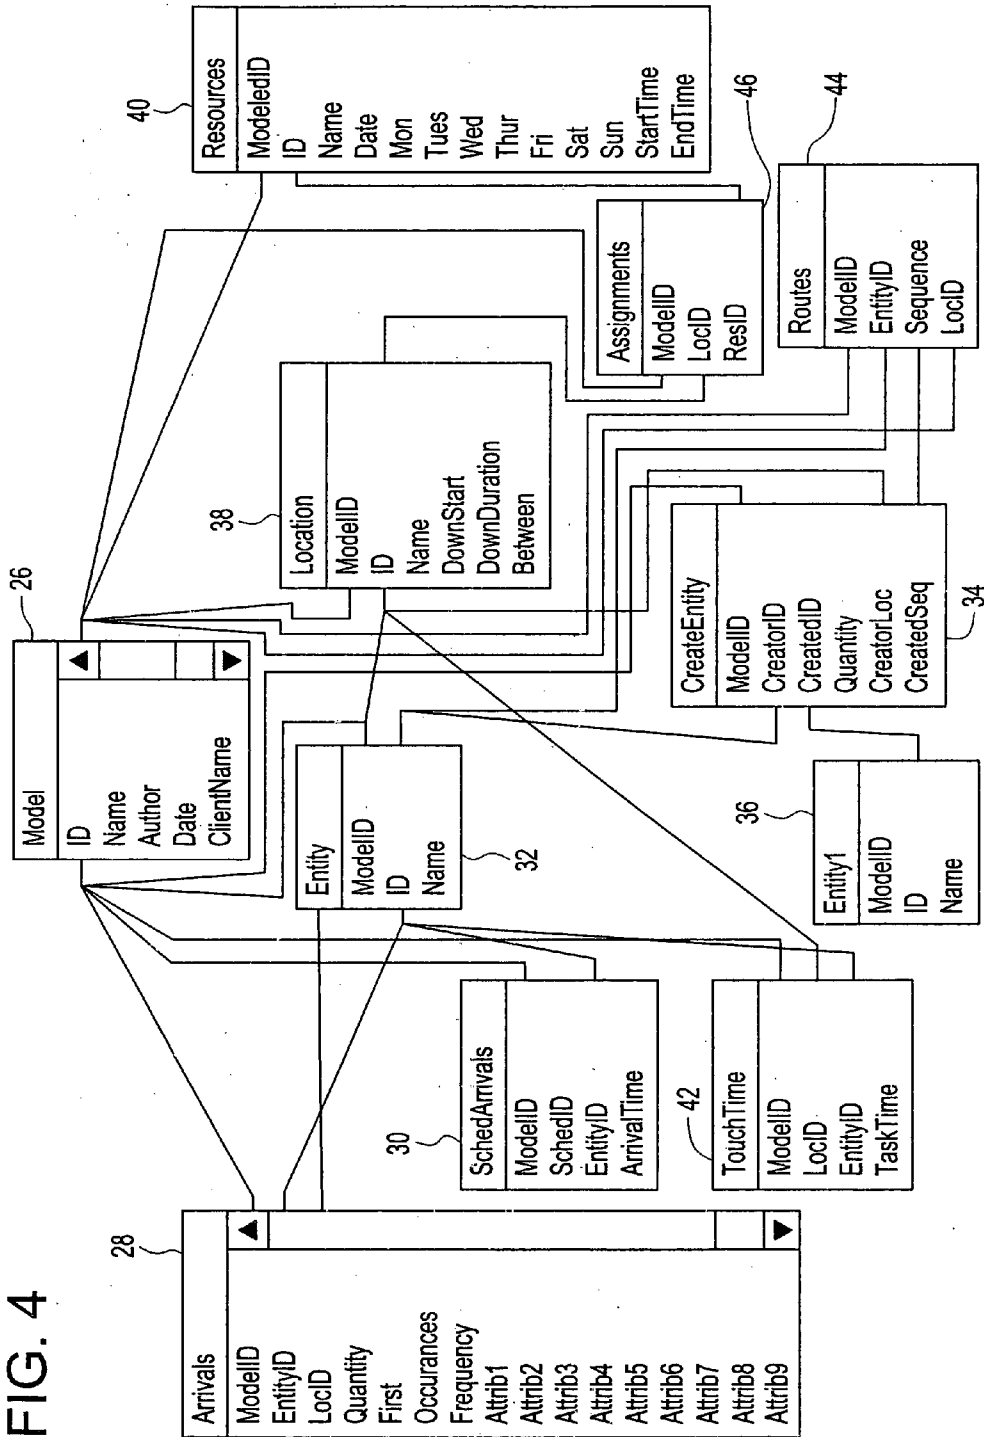 FIG. 4
28
Arrivals
ModelID
EntityID
LocID
Quantity
First
Occurances
Frequency
Attrib1
Attrib2
Attrib3
Attrib4
Attrib5
Attrib6
Attrib7
Attrib8
Attrib9
26
Model
ID
Name
Author
Date
ClientName
40
Resources
ModeledID
ID
Name
Date
Mon
Tues
Wed
Thur
Fri
Sat
Sun
StartTime
EndTime
38
Location
ModelID
ID
Name
DownStart
DownDuration
Between
Entity
ModelID
ID
Name
32
30
SchedArrivals
ModelID
SchedID
EntityID
ArrivalTime
42
TouchTime
ModelID
LocID
EntityID
TaskTime
36
Entity1
ModelID
ID
Name
CreateEntity
ModelID
CreatorID
CreatedID
Quantity
CreatorLoc
CreatedSeq
34
Assignments
ModelID
LocID
ResID
46
Routes
ModelID
EntityID
Sequence
LocID
44